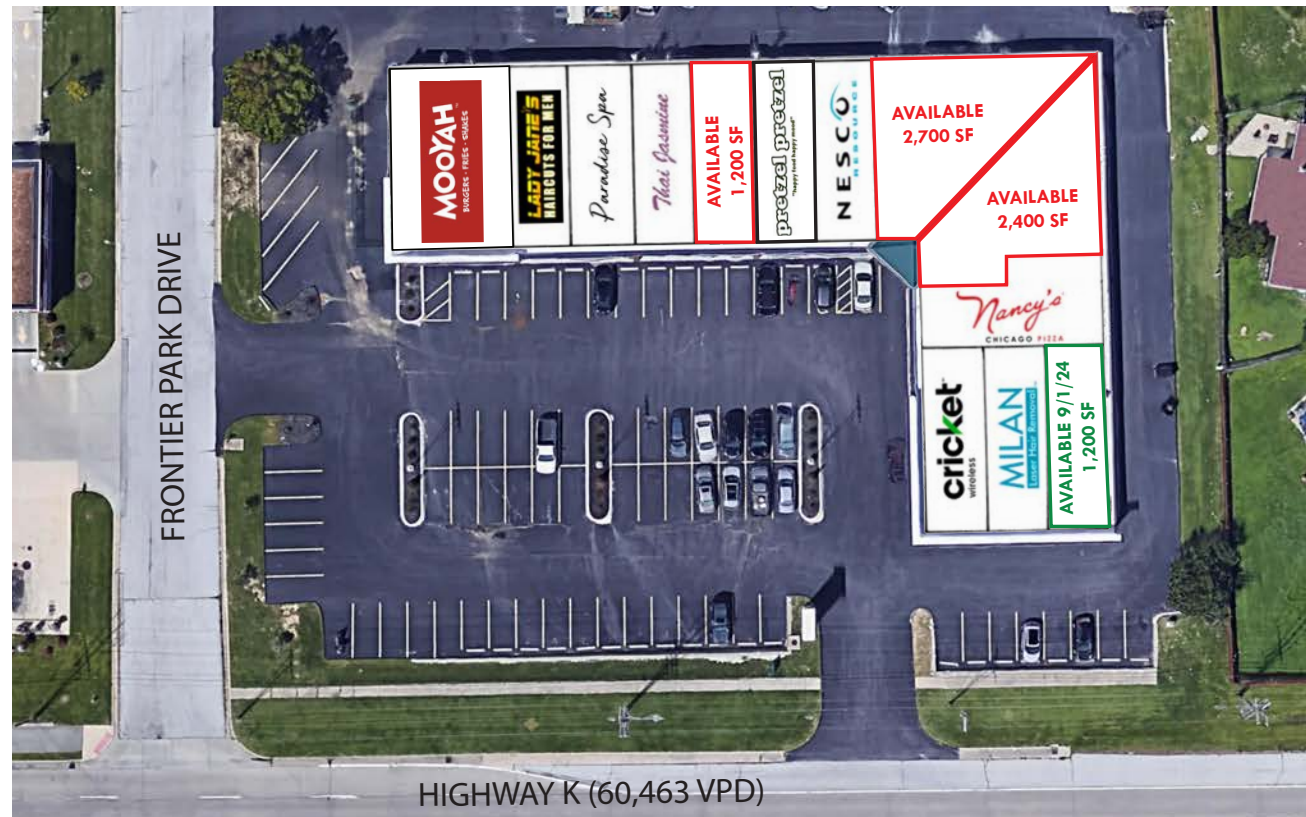 MOOYAH
BURGERS • FRIES • SHAKES
LADY JANE'S
HAIRCUTS FOR MEN
Paradise Spa
Thai Jasmine
AVAILABLE
1,200 SF
pretzel pretzel
"happy food happy mood"
NESCO
RESOURCE
AVAILABLE
2,700 SF
AVAILABLE
2,400 SF
Nancy's
CHICAGO PIZZA
cricket
wireless
MILAN
Laser Hair Removal
AVAILABLE 9/1/24
1,200 SF
FRONTIER PARK DRIVE
HIGHWAY K (60,463 VPD)